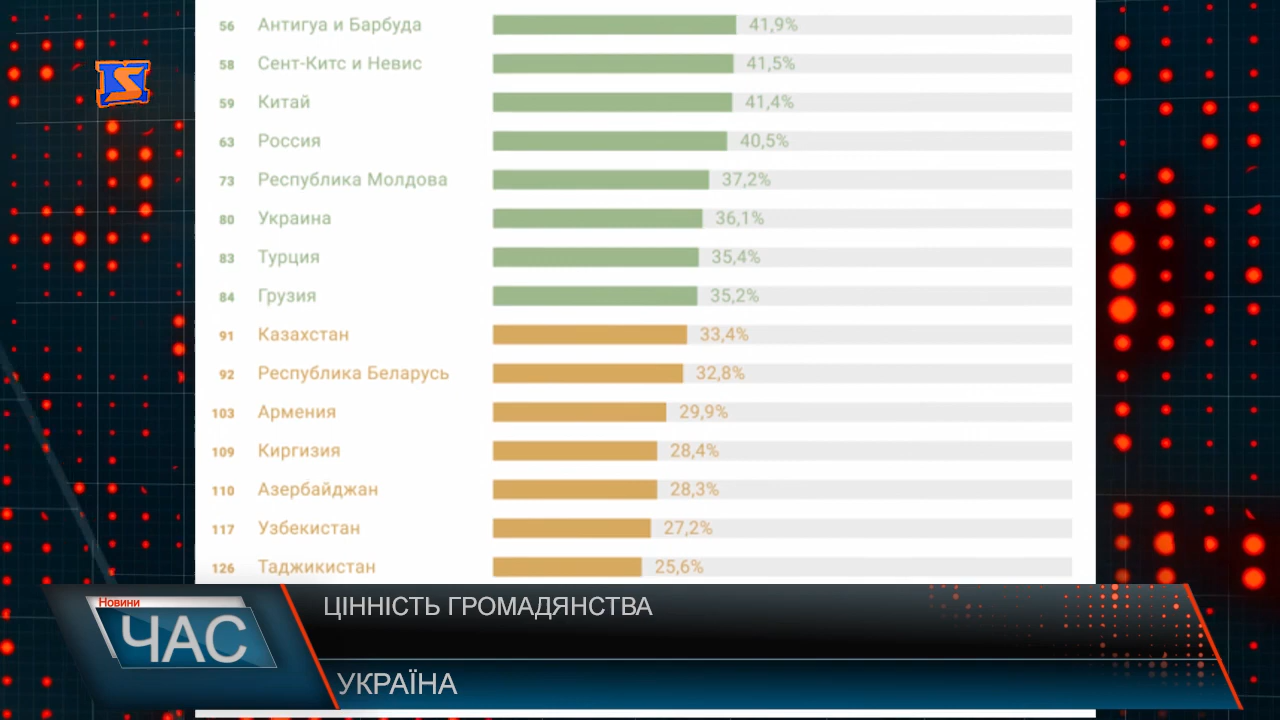 56 Антигуа и Барбуда 41,9%
58 Сент-Китс и Невис 41,5%
59 Китай 41,4%
63 Россия 40,5%
73 Республика Молдова 37,2%
80 Украина 36,1%
83 Турция 35,4%
84 Грузия 35,2%
91 Казахстан 33,4%
92 Республика Беларусь 32,8%
103 Армения 29,9%
109 Киргизия 28,4%
110 Азербайджан 28,3%
117 Узбекистан 27,2%
126 Таджикистан 25,6%
Новини
ЧАС
ЦІННІСТЬ ГРОМАДЯНСТВА
УКРАЇНА